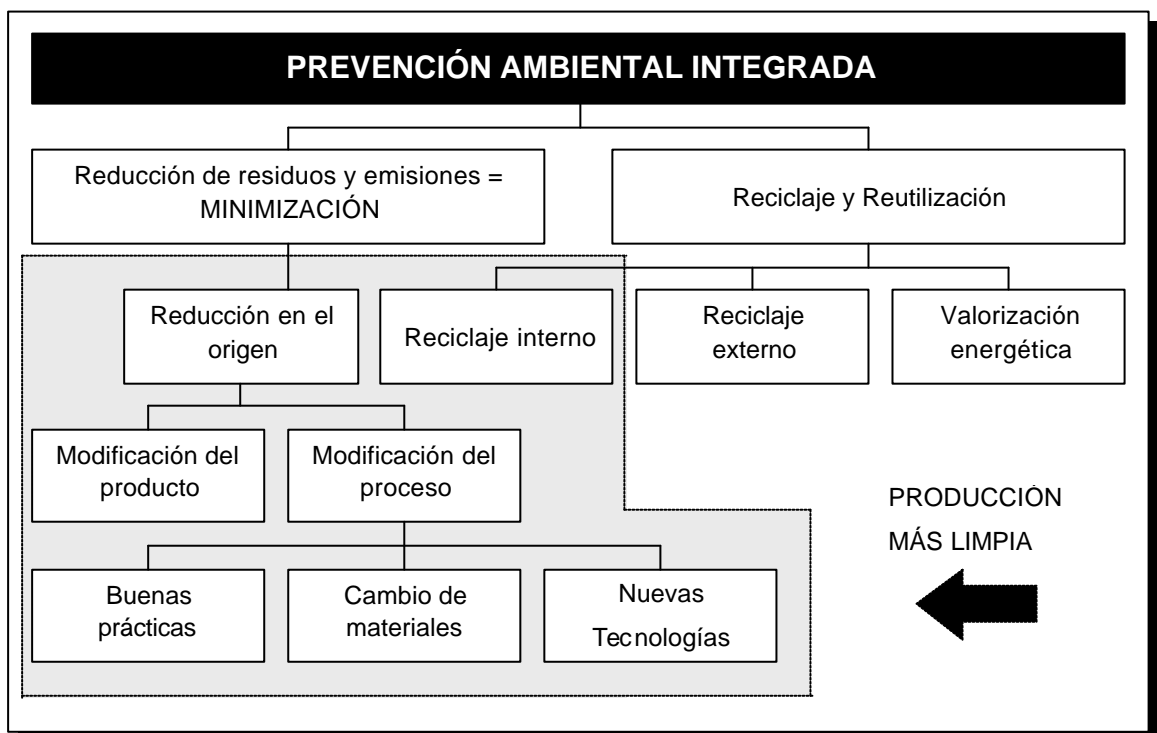 PREVENCIÓN AMBIENTAL INTEGRADA
Reducción de residuos y emisiones =
MINIMIZACIÓN
Reciclaje y Reutilización
Reducción en el
origen
Reciclaje interno
Reciclaje
externo
Valorización
energética
Modificación del
producto
Modificación del
proceso
PRODUCCIÓN
MÁS LIMPIA
Buenas
prácticas
Cambio de
materiales
Nuevas
Tecnologías